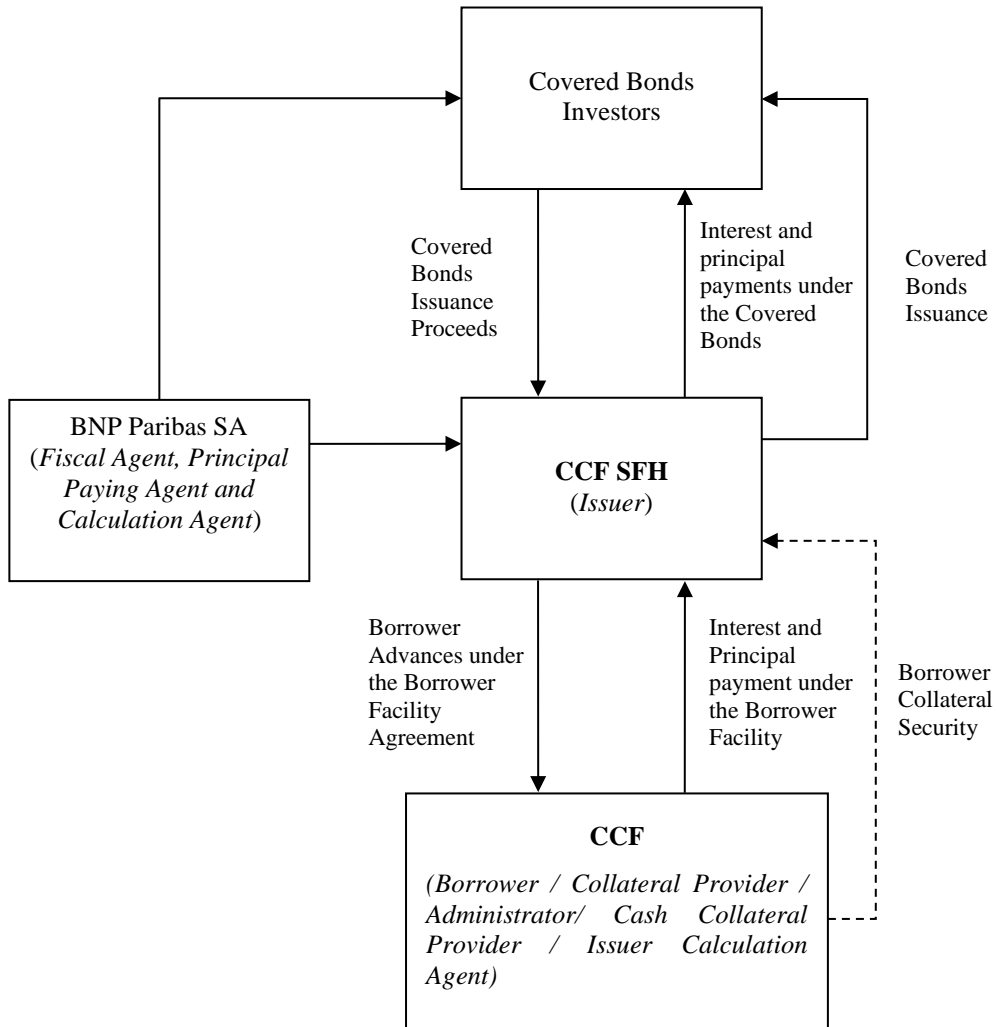 Covered Bonds
Investors
Covered
Bonds
Issuance
Proceeds
Interest and
principal
payments under
the Covered
Bonds
Covered
Bonds
Issuance
BNP Paribas SA
(Fiscal Agent, Principal
Paying Agent and
Calculation Agent)
CCF SFH
(Issuer)
Borrower
Advances under
the Borrower
Facility
Agreement
Interest and
Principal
payment under
the Borrower
Facility
Borrower
Collateral
Security
CCF
(Borrower / Collateral Provider /
Administrator/ Cash Collateral
Provider / Issuer Calculation
Agent)